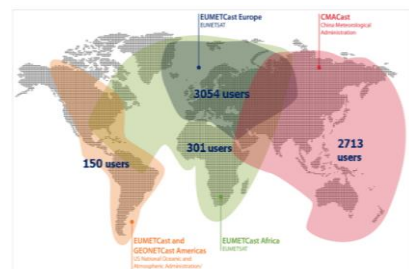 EUMETCast Europe
EUMETSAT
CMACast
China Meteorological
Administration
3054 users
150 users
301 users
2713
users
EUMETCast and
GEONETCast Americas
US National Oceanic and
Atmospheric Administration
EUMETCast Africa
EUMETSAT